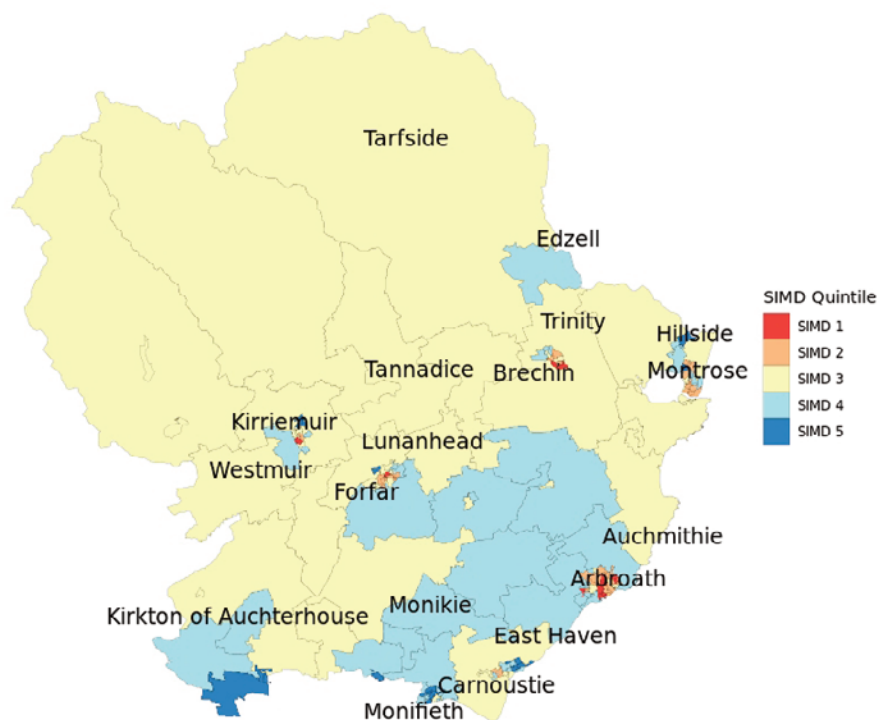 Tarfside
Edzell
Trinity
Hillside
Montrose
Tannadice
Brechin
Kirriemuir
Lunanhead
Westmuir
Forfar
Auchmithie
Arbroath
Monikie
Kirkton of Auchterhouse
East Haven
Carnoustie
Monifieth
SIMD Quintile
SIMD 1
SIMD 2
SIMD 3
SIMD 4
SIMD 5